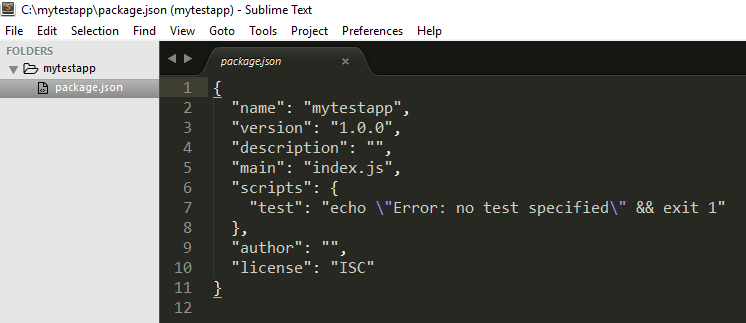 C:\mytestapp\package.json (mytestapp) - Sublime Text
File Edit Selection Find View Goto Tools Project Preferences Help
FOLDERS
mytestapp
package.json
package.json ×
1 {
2   "name": "mytestapp",
3   "version": "1.0.0",
4   "description": "",
5   "main": "index.js",
6   "scripts": {
7     "test": "echo \"Error: no test specified\" && exit 1"
8   },
9   "author": "",
10   "license": "ISC"
11 }
12